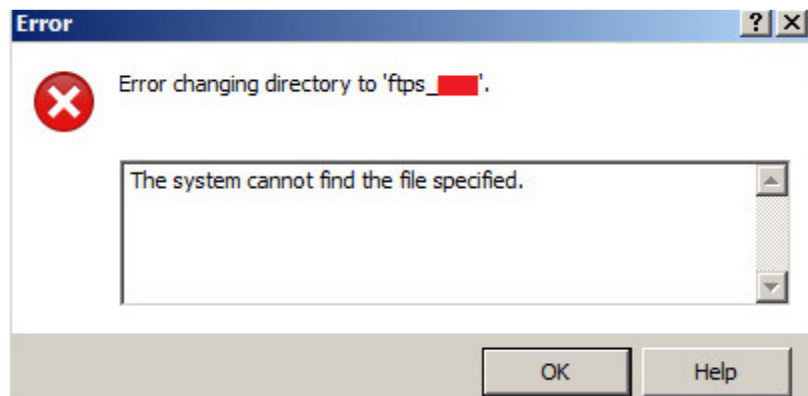 Error
Error changing directory to 'ftps_    '.
The system cannot find the file specified.
OK
Help